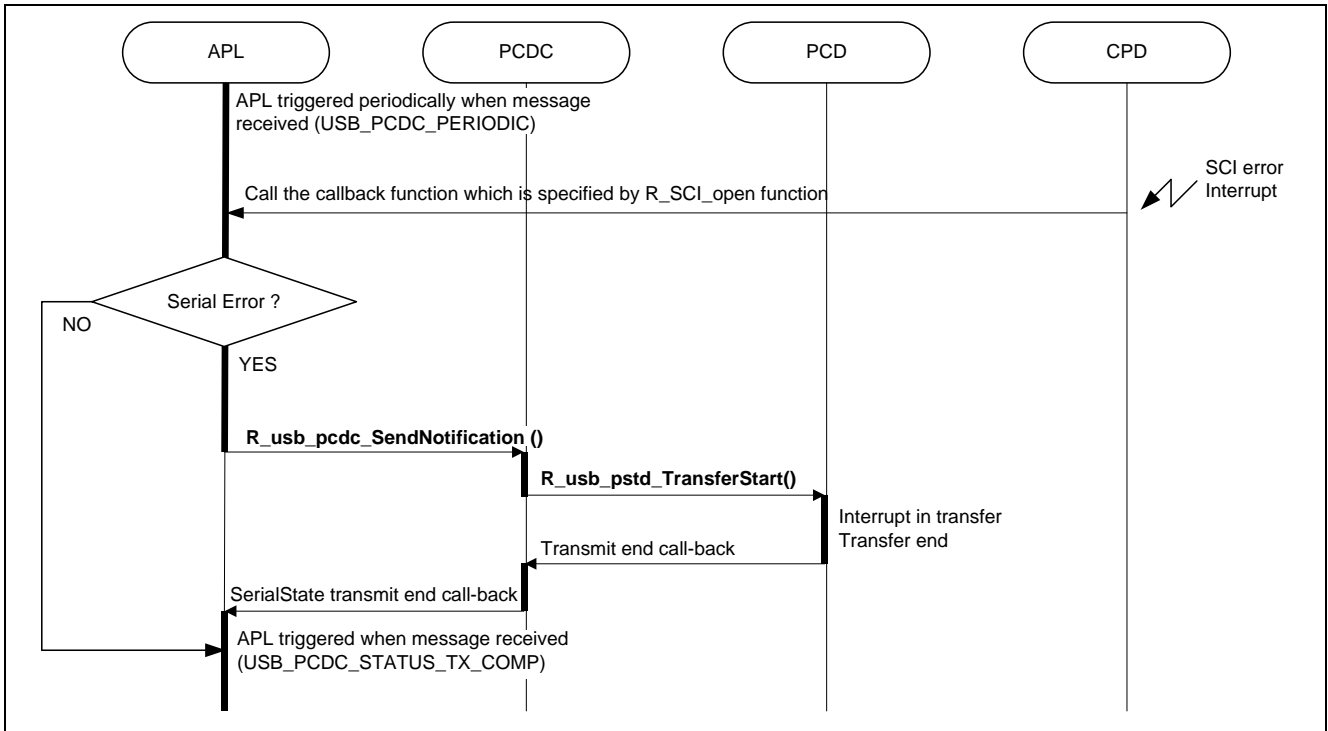 APL
PCDC
PCD
CPD
APL triggered periodically when message
received (USB_PCDC_PERIODIC)
SCI error
Interrupt
Call the callback function which is specified by R_SCI_open function
Serial Error ?
NO
YES
R_usb_pcdc_SendNotification ()
R_usb_pstd_TransferStart()
Interrupt in transfer
Transfer end
Transmit end call-back
SerialState transmit end call-back
APL triggered when message received
(USB_PCDC_STATUS_TX_COMP)